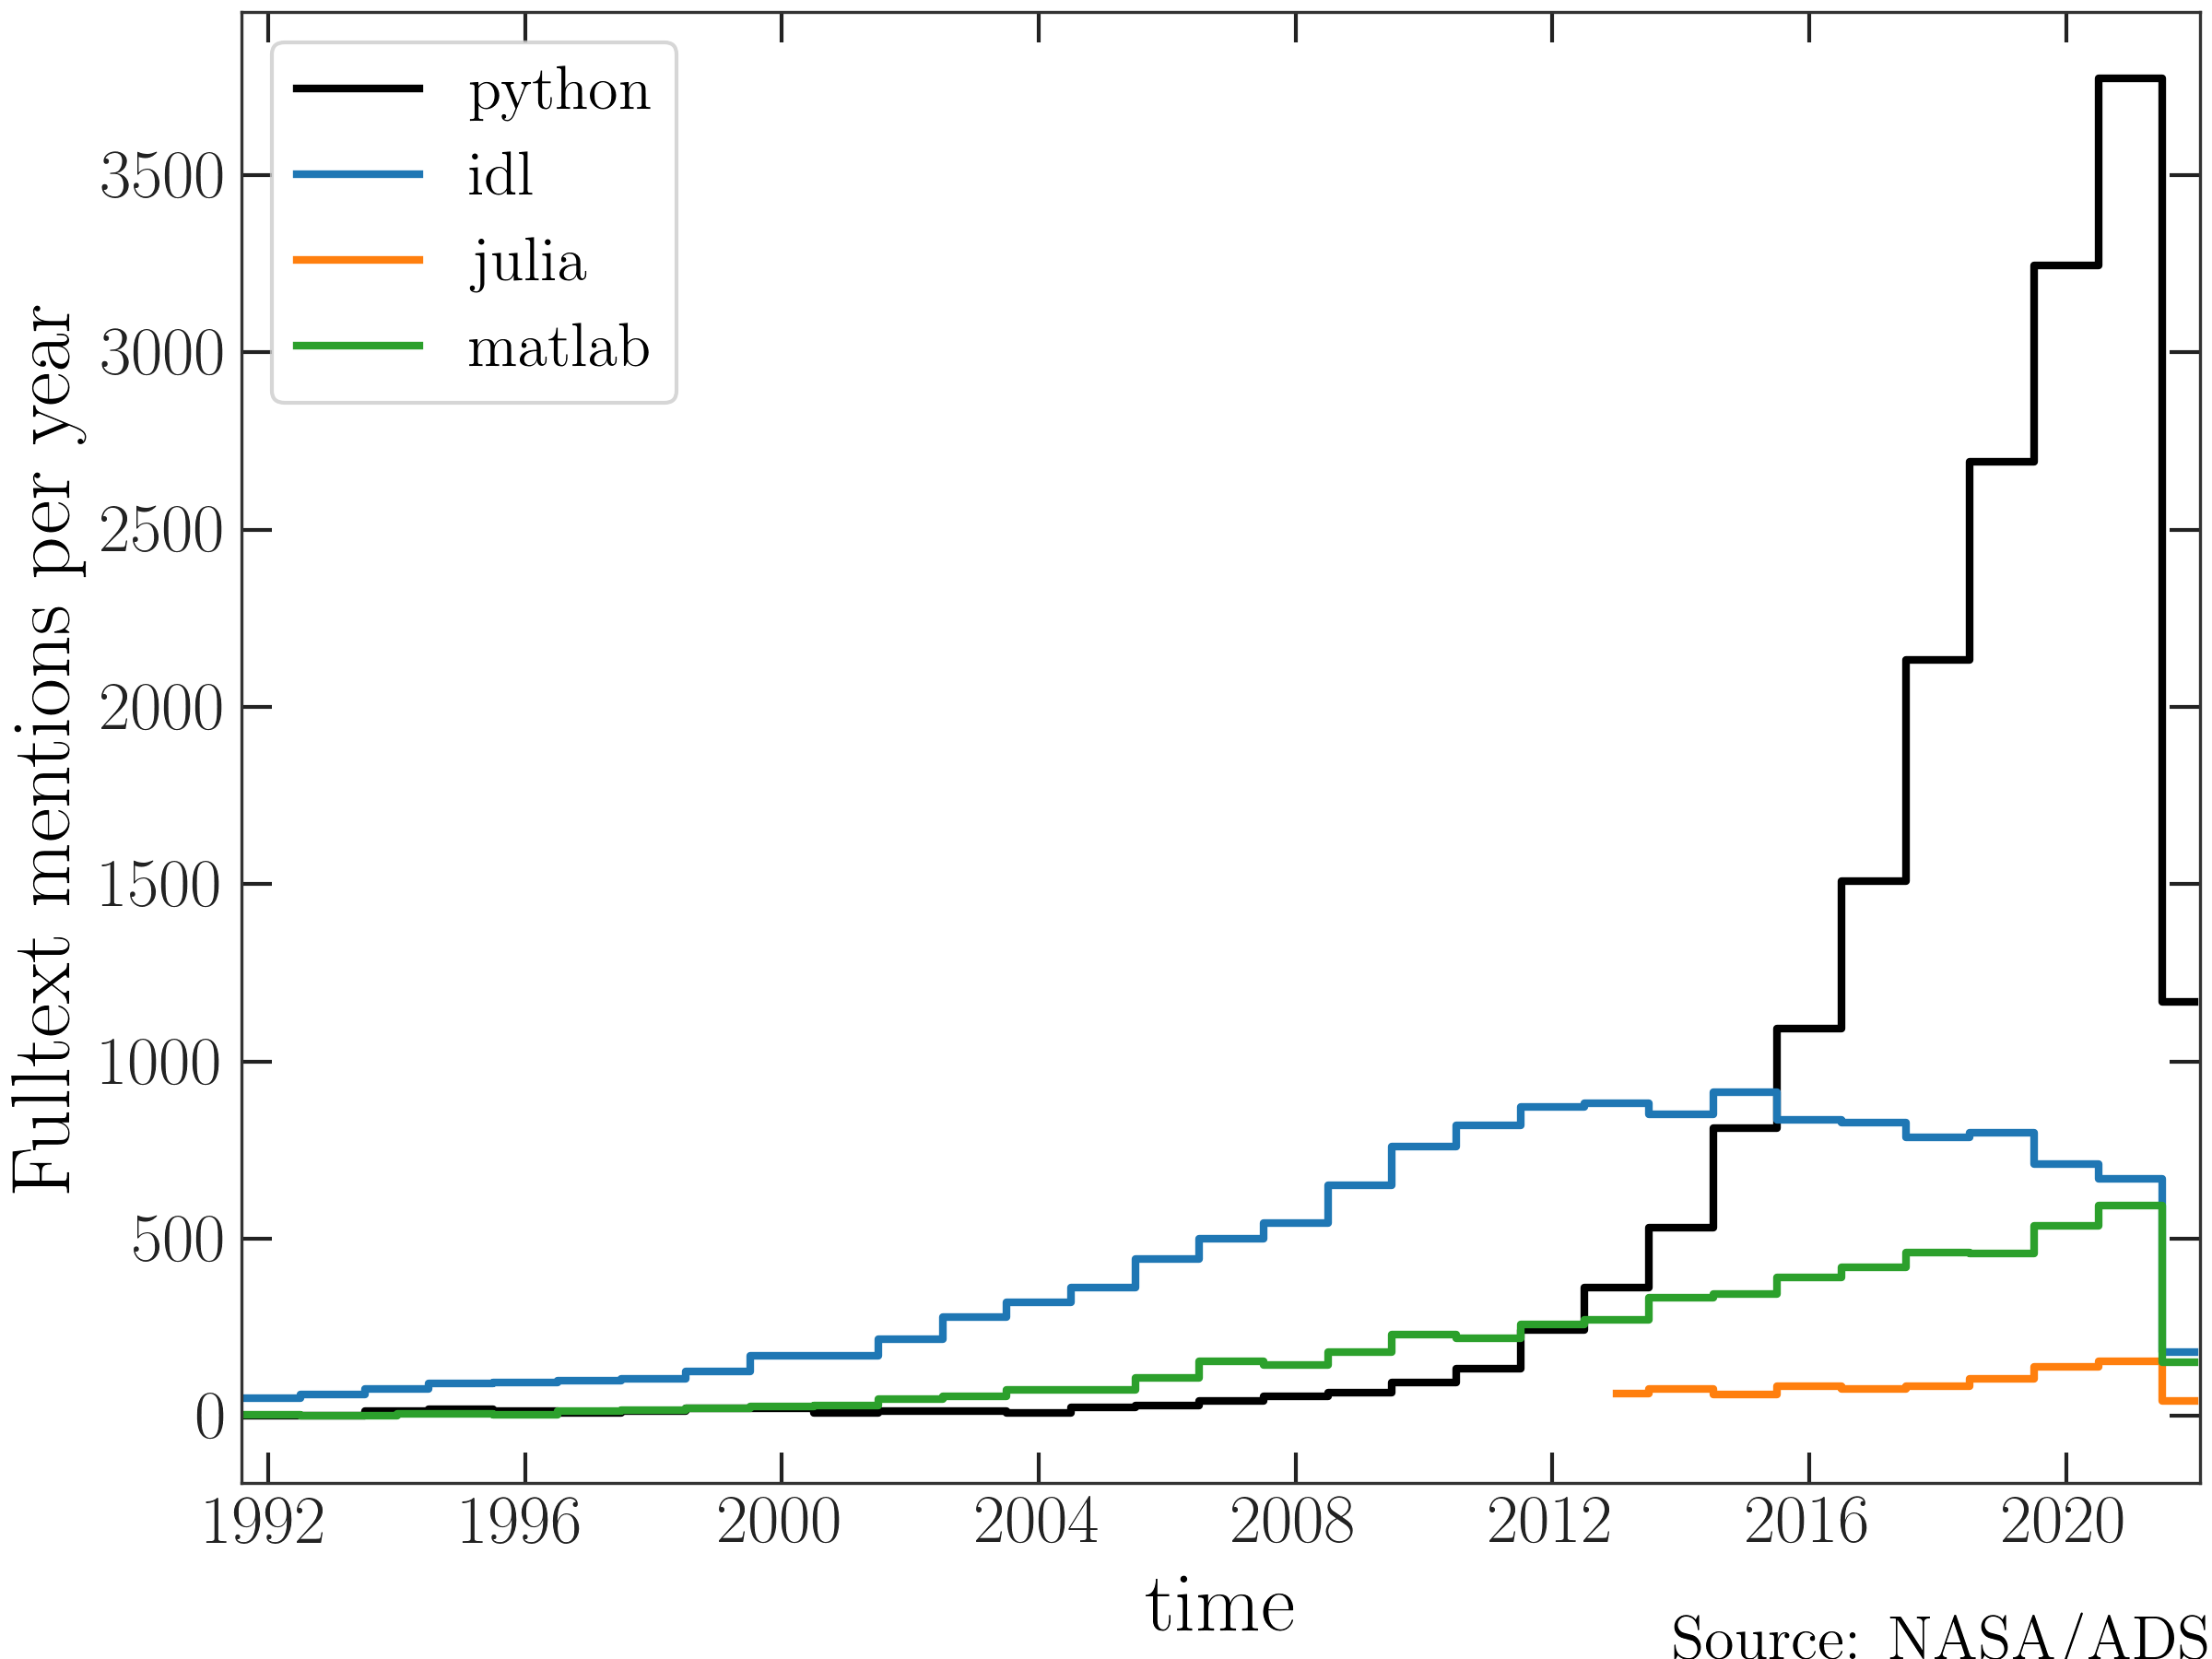 python
idl
julia
matlab
Fulltext mentions per year
3500
3000
2500
2000
1500
1000
500
0
1992 1996 2000 2004 2008 2012 2016 2020
time
Source: NASA/ADS